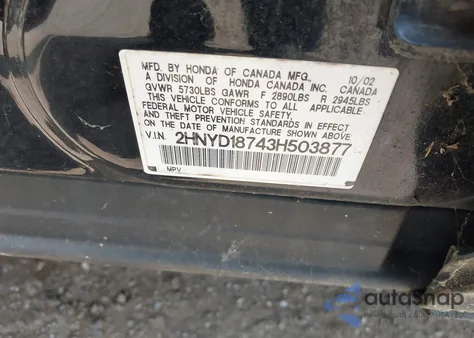 MFD. BY HONDA OF CANADA MFG., 10/02
A DIVISION OF HONDA CANADA INC. CANADA
GVWR 5730LBS GAWR F 2890LBS R 2945LBS
THIS VEHICLE CONFORMS TO ALL APPLICABLE
FEDERAL MOTOR VEHICLE SAFETY,
AND THEFT PREVENTION STANDARDS IN EFFECT
ON THE DATE OF MANUFACTURE SHOWN ABOVE.
V.I.N. 2HNYD18743H503877
MPV
autasnap